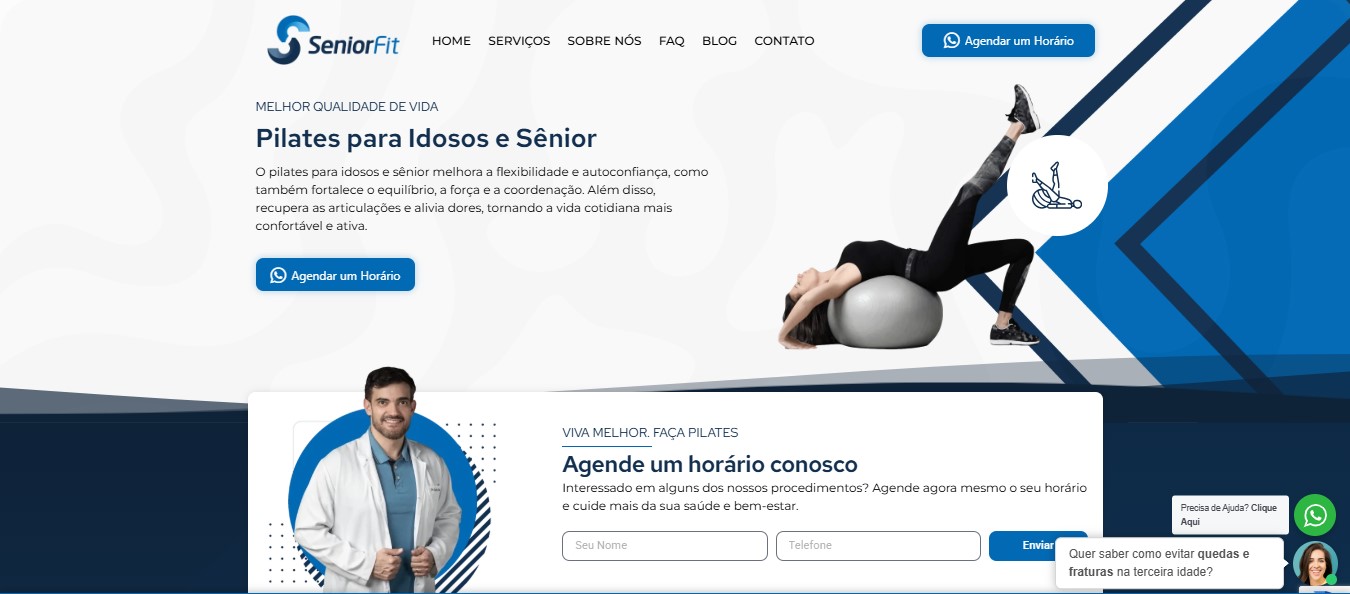 SeniorFit
HOME SERVIÇOS SOBRE NÓS FAQ BLOG CONTATO
Agendar um Horário
MELHOR QUALIDADE DE VIDA
Pilates para Idosos e Sênior
O pilates para idosos e sênior melhora a flexibilidade e autoconfiança, como
também fortalece o equilíbrio, a força e a coordenação. Além disso,
recupera as articulações e alivia dores, tornando a vida cotidiana mais
confortável e ativa.
Agendar um Horário
VIVA MELHOR. FAÇA PILATES
Agende um horário conosco
Interessado em alguns dos nossos procedimentos? Agende agora mesmo o seu horário
e cuide mais da sua saúde e bem-estar.
Seu Nome
Telefone
Enviar
Precisa de Ajuda? Clique
Aqui
Quer saber como evitar quedas e
fraturas na terceira idade?